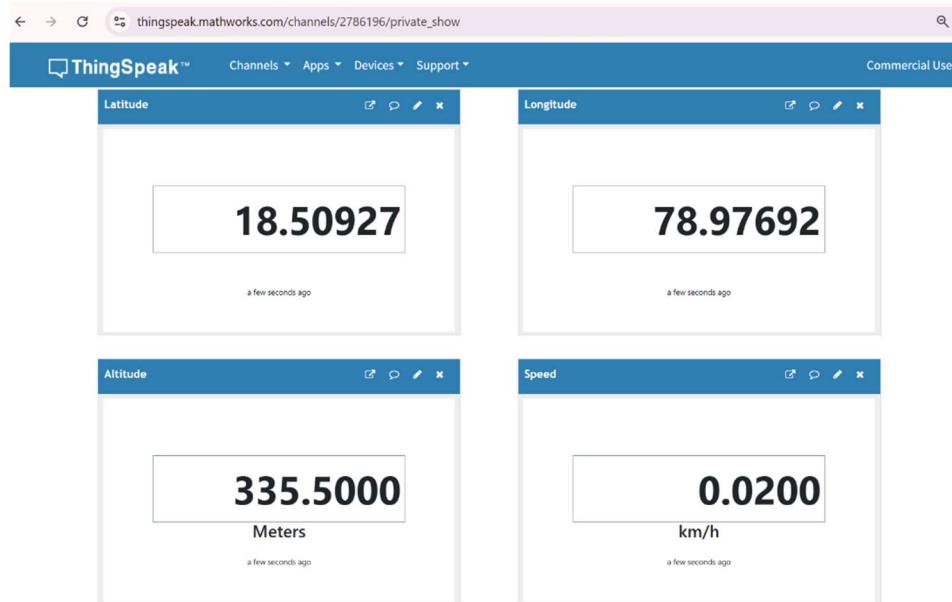 thingspeak.mathworks.com/channels/2786196/private_show
ThingSpeak™ Channels Apps Devices Support Commercial Use
Latitude
18.50927
a few seconds ago
Longitude
78.97692
a few seconds ago
Altitude
335.5000
Meters
a few seconds ago
Speed
0.0200
km/h
a few seconds ago